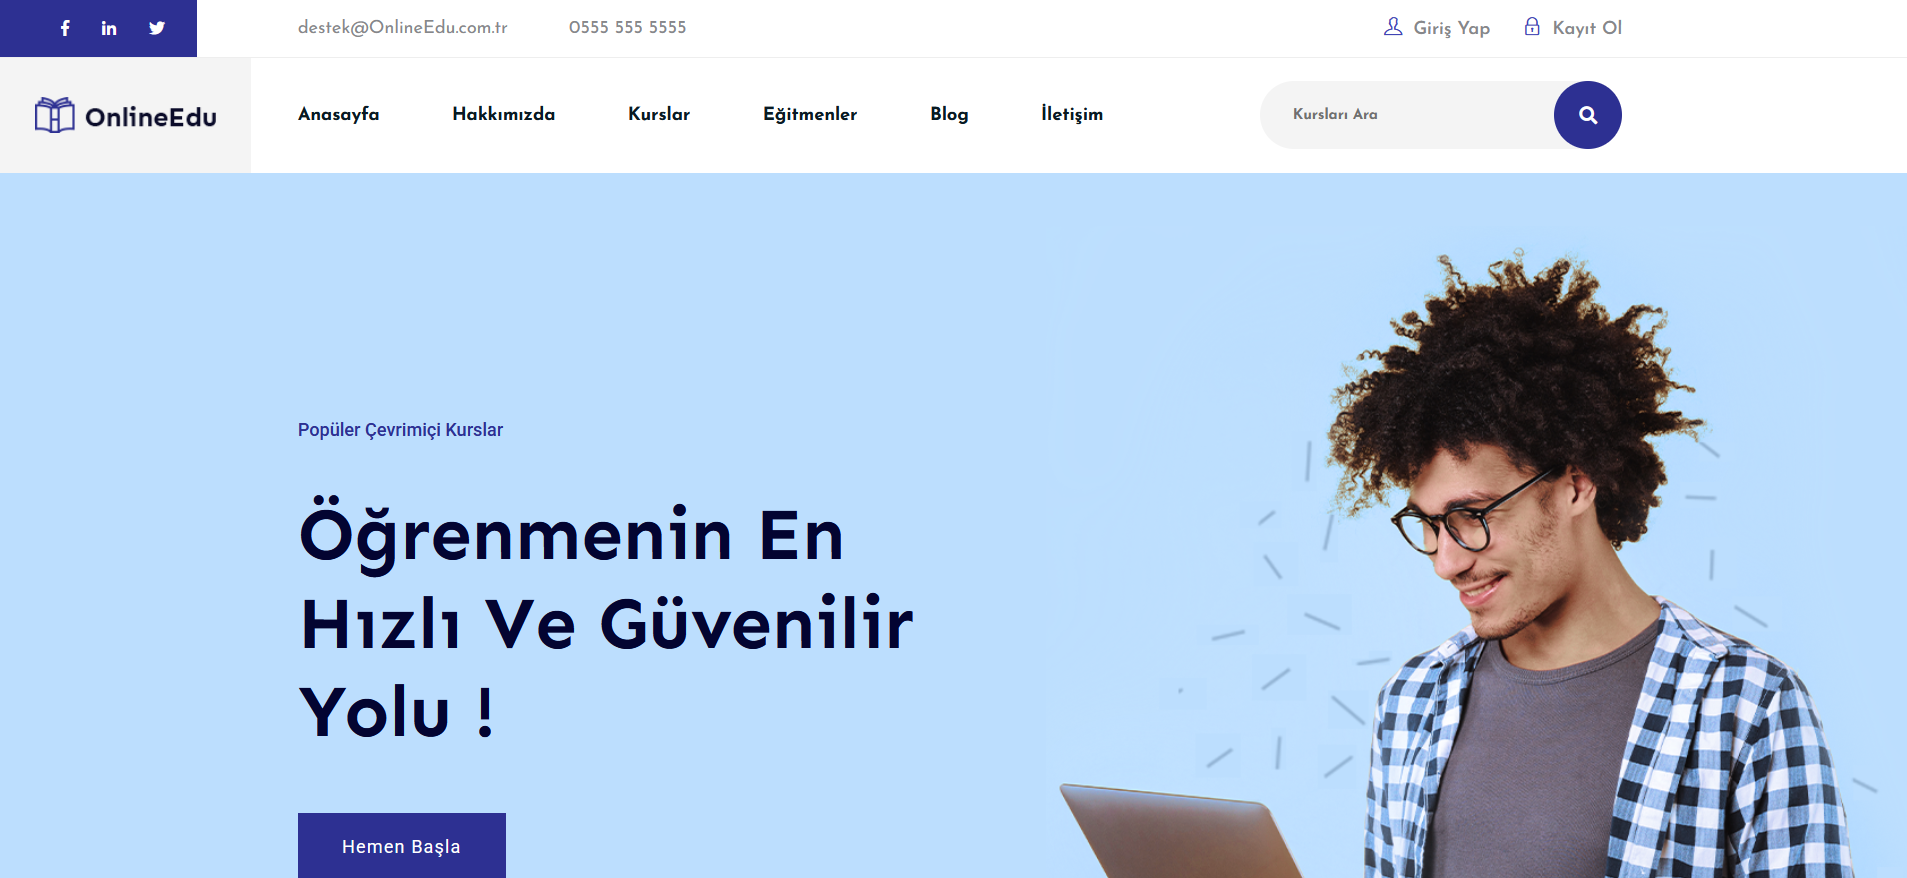 destek@OnlineEdu.com.tr 0555 555 5555 Giriş Yap Kayıt Ol
OnlineEdu Anasayfa Hakkımızda Kurslar Eğitmenler Blog İletişim Kursları Ara
Popüler Çevrimiçi Kurslar
Öğrenmenin En
Hızlı Ve Güvenilir
Yolu !
Hemen Başla